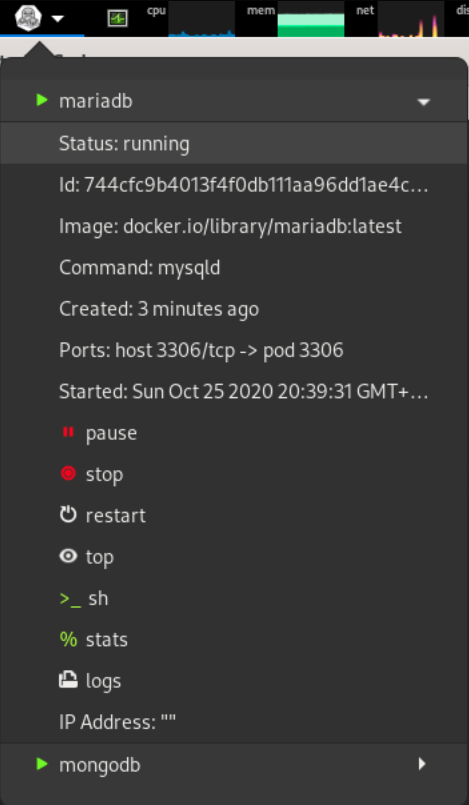 cpu
mem
net
mariadb
Status: running
Id: 744cfc9b4013f4f0db111aa96dd1ae4c...
Image: docker.io/library/mariadb:latest
Command: mysqld
Created: 3 minutes ago
Ports: host 3306/tcp -> pod 3306
Started: Sun Oct 25 2020 20:39:31 GMT+...
pause
stop
restart
top
>_ sh
% stats
logs
IP Address: ""
mongodb